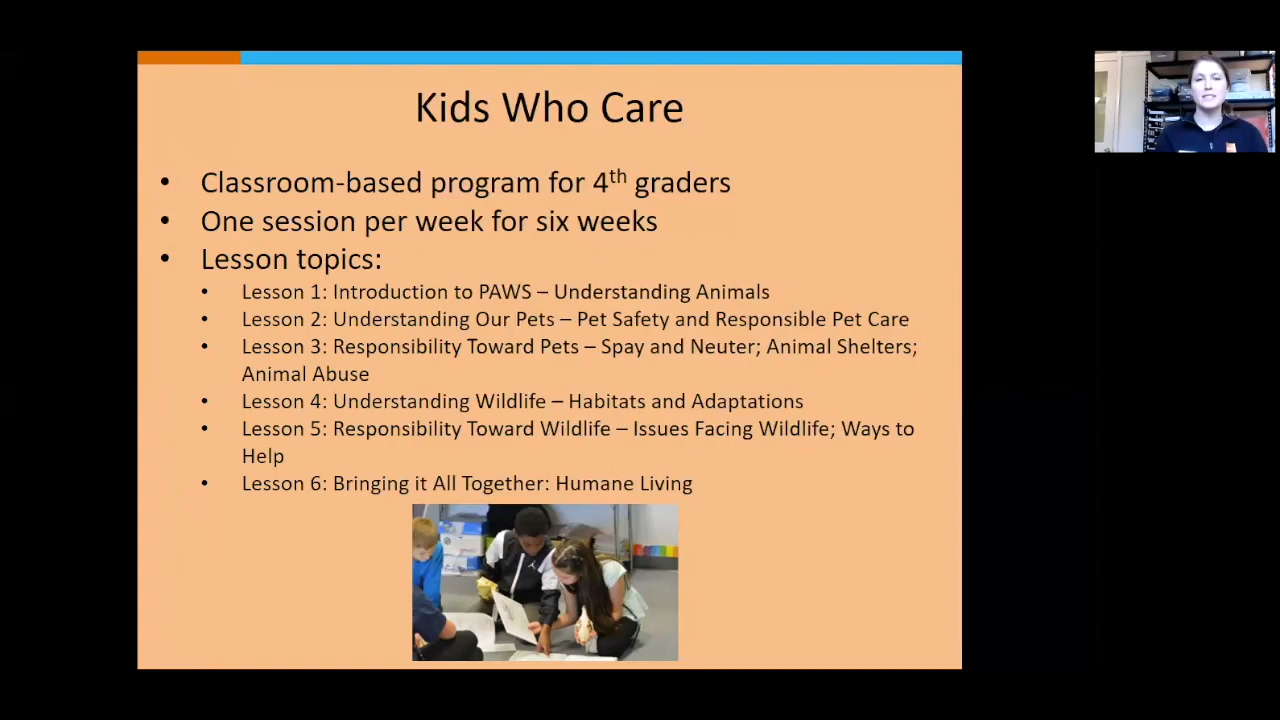 Kids Who Care
• Classroom-based program for 4th graders
• One session per week for six weeks
• Lesson topics:
• Lesson 1: Introduction to PAWS – Understanding Animals
• Lesson 2: Understanding Our Pets – Pet Safety and Responsible Pet Care
• Lesson 3: Responsibility Toward Pets – Spay and Neuter; Animal Shelters;
Animal Abuse
• Lesson 4: Understanding Wildlife – Habitats and Adaptations
• Lesson 5: Responsibility Toward Wildlife – Issues Facing Wildlife; Ways to
Help
• Lesson 6: Bringing it All Together: Humane Living